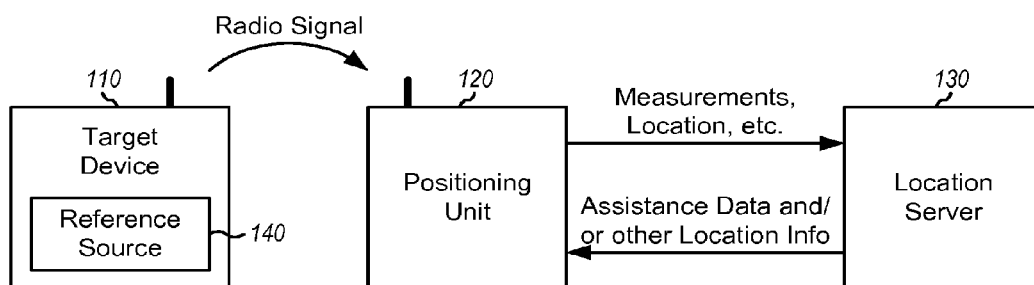 Radio Signal
110
120
130
Target
Device
Reference
Source
140
Positioning
Unit
Measurements,
Location, etc.
Assistance Data and/
or other Location Info
Location
Server